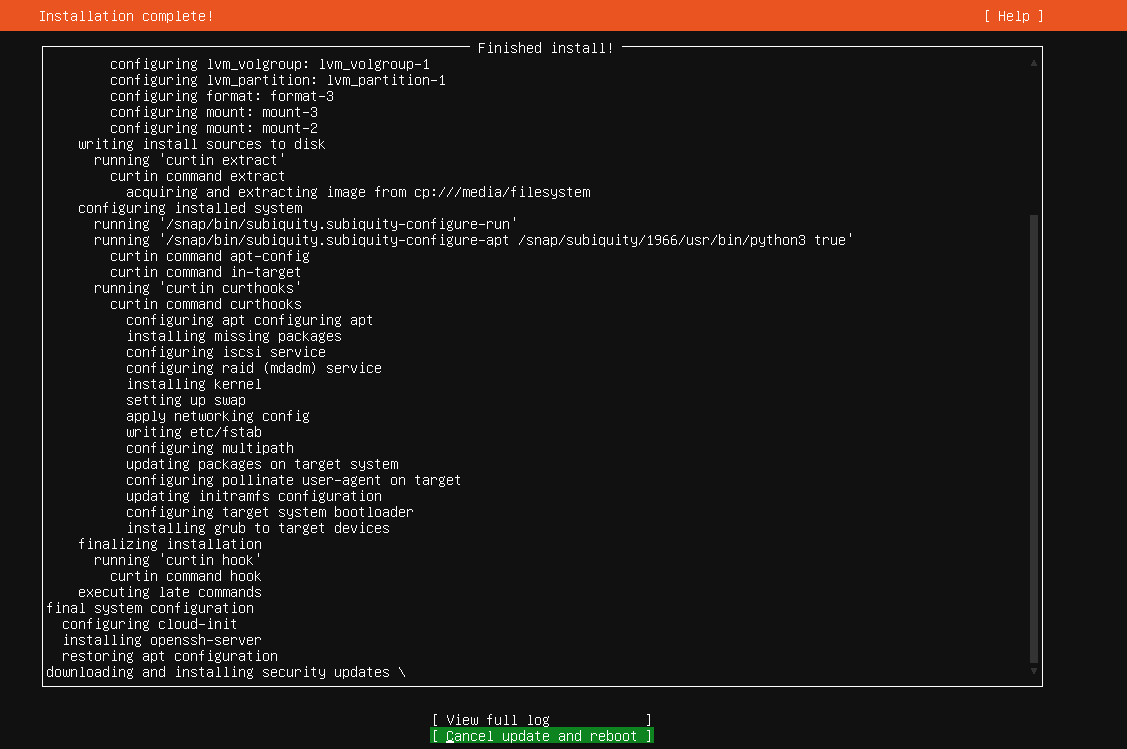 Installation complete! [ Help ]
Finished install!
configuring lvm_volgroup: lvm_volgroup-1
configuring lvm_partition: lvm_partition-1
configuring format: format-3
configuring mount: mount-3
configuring mount: mount-2
writing install sources to disk
running 'curtin extract'
curtin command extract
acquiring and extracting image from cp:///media/filesystem
configuring installed system
running '/snap/bin/subiquity.subiquity-configure-run'
running '/snap/bin/subiquity.subiquity-configure-apt /snap/subiquity/1966/usr/bin/python3 true'
curtin command apt-config
curtin command in-target
running 'curtin curthooks'
curtin command curthooks
configuring apt configuring apt
installing missing packages
configuring iscsi service
configuring raid (mdadm) service
installing kernel
setting up swap
apply networking config
writing etc/fstab
configuring multipath
updating packages on target system
configuring pollinate user-agent on target
updating initramfs configuration
configuring target system bootloader
installing grub to target devices
finalizing installation
running 'curtin hook'
curtin command hook
executing late commands
final system configuration
configuring cloud-init
installing openssh-server
restoring apt configuration
downloading and installing security updates \
[ View full log ]
[ Cancel update and reboot ]